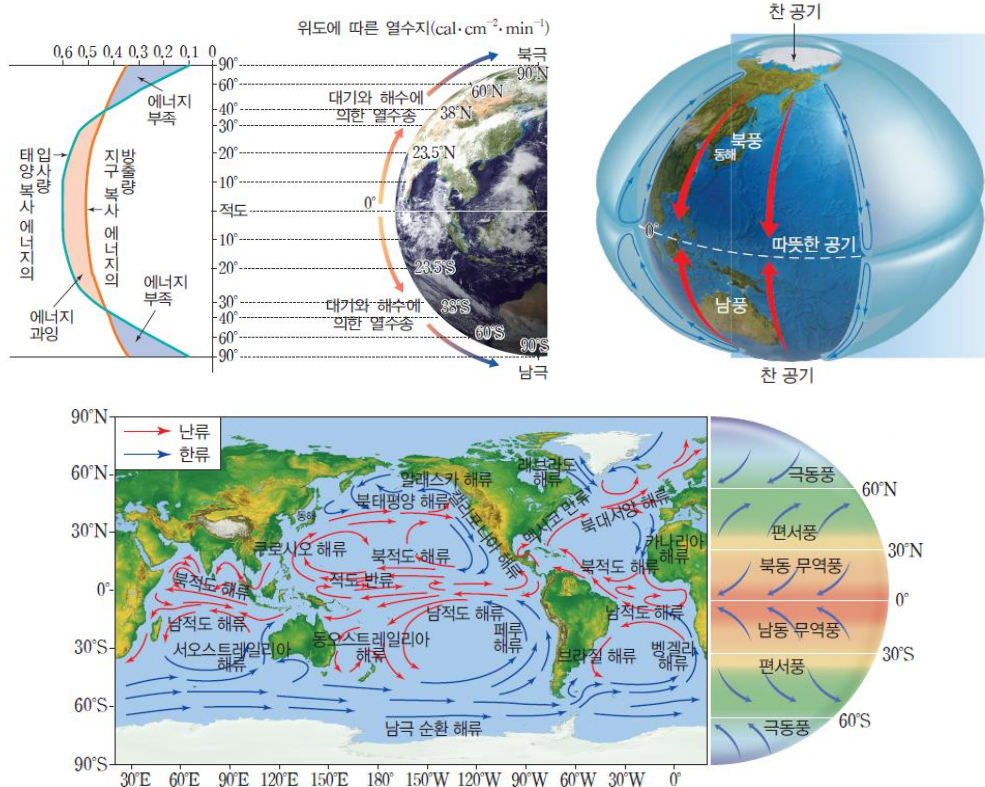 위도에 따른 열수지(cal·cm⁻²·min⁻¹)
0.6 0.5 0.4 0.3 0.2 0.1 0
90°
60°
40°
30°
20°
10°
적도
10°
20°
30°
40°
60°
90°
에너지
부족
태양 복사 에너지의
입사량
지구 복사 에너지의
방출량
에너지
과잉
에너지
부족
북극
90°N
60°N
38°N
23.5°N
0°
23.5°S
38°S
60°S
90°S
남극
대기와 해수에
의한 열수송
대기와 해수에
의한 열수송
찬 공기
북풍
동해
0°
따뜻한 공기
남풍
찬 공기
90°N
60°N
30°N
0°
30°S
60°S
90°S
난류
한류
알래스카 해류
래브라도
해류
북태평양 해류
캘리포니아 해류
멕시코 만류
북대서양 해류
동해
쿠로시오 해류
북적도 해류
카나리아
해류
북적도 해류
적도 반류
북적도 해류
남적도 해류
남적도 해류
남적도 해류
서오스트레일리아
해류
동오스트레일리아
해류
페루
해류
브라질 해류
벵겔라
해류
남극 순환 해류
30°E 60°E 90°E 120°E 150°E 180° 150°W 120°W 90°W 60°W 30°W 0°
극동풍
60°N
편서풍
30°N
북동 무역풍
0°
남동 무역풍
30°S
편서풍
60°S
극동풍